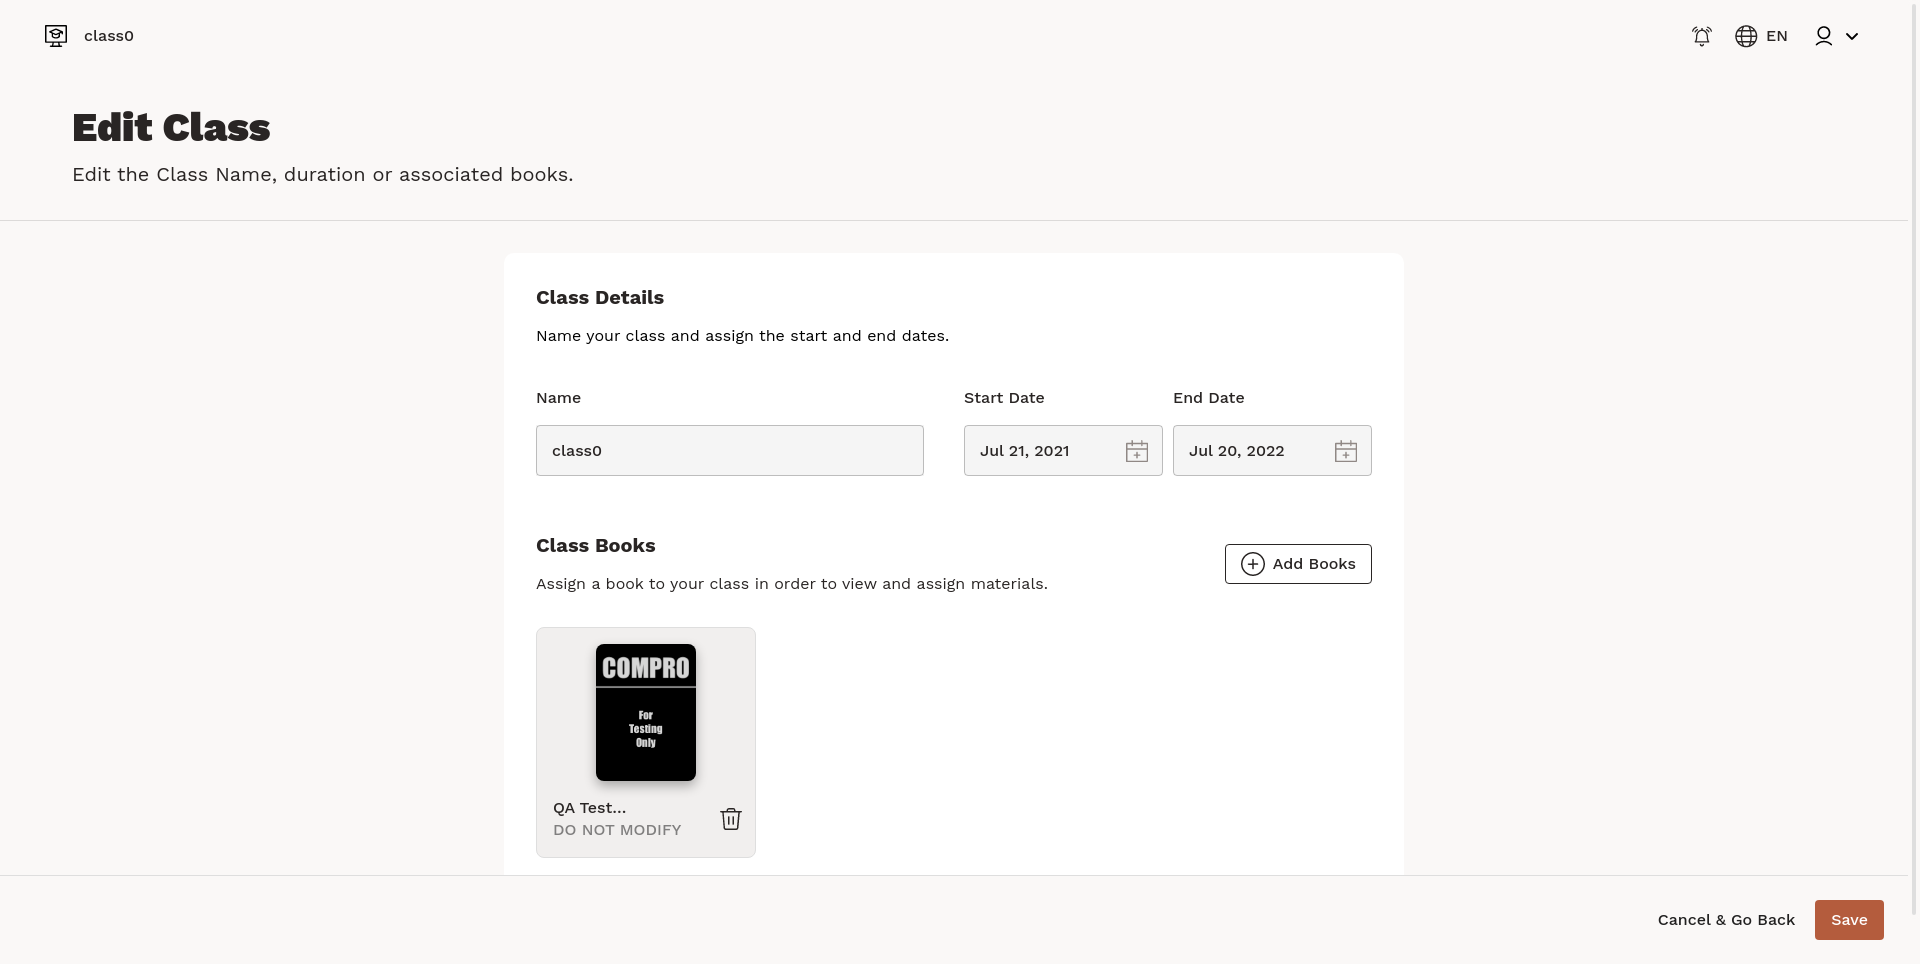 class0
EN
Edit Class
Edit the Class Name, duration or associated books.
Class Details
Name your class and assign the start and end dates.
Name
Start Date
End Date
class0
Jul 21, 2021
Jul 20, 2022
Class Books
Assign a book to your class in order to view and assign materials.
Add Books
COMPRO
For
Testing
Only
QA Test...
DO NOT MODIFY
Cancel & Go Back
Save